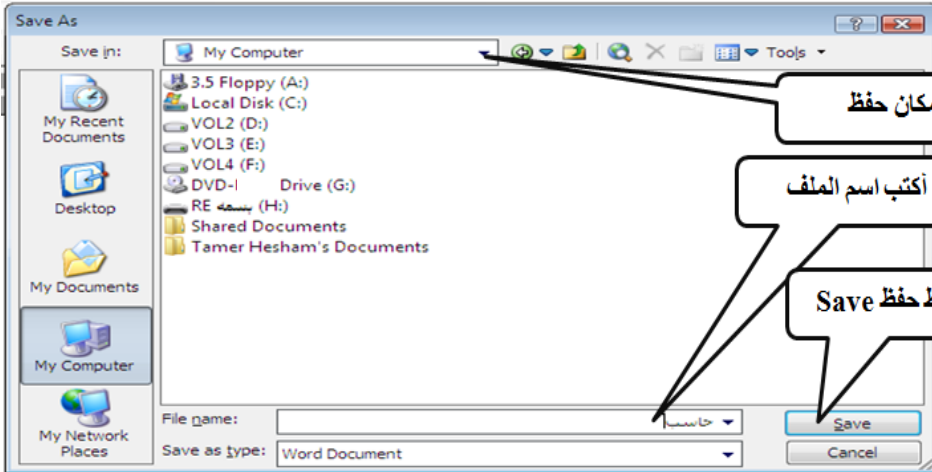 Save As
Save in:
My Computer
Tools
My Recent
Documents
Desktop
My Documents
My Computer
My Network
Places
3.5 Floppy (A:)
Local Disk (C:)
VOL2 (D:)
VOL3 (E:)
VOL4 (F:)
DVD- Drive (G:)
RE بسمه (H:)
Shared Documents
Tamer Hesham's Documents
حفظ
أكتب اسم الملف
حفظ Save
File name:
حاسب
Save
Save as type:
Word Document
Cancel